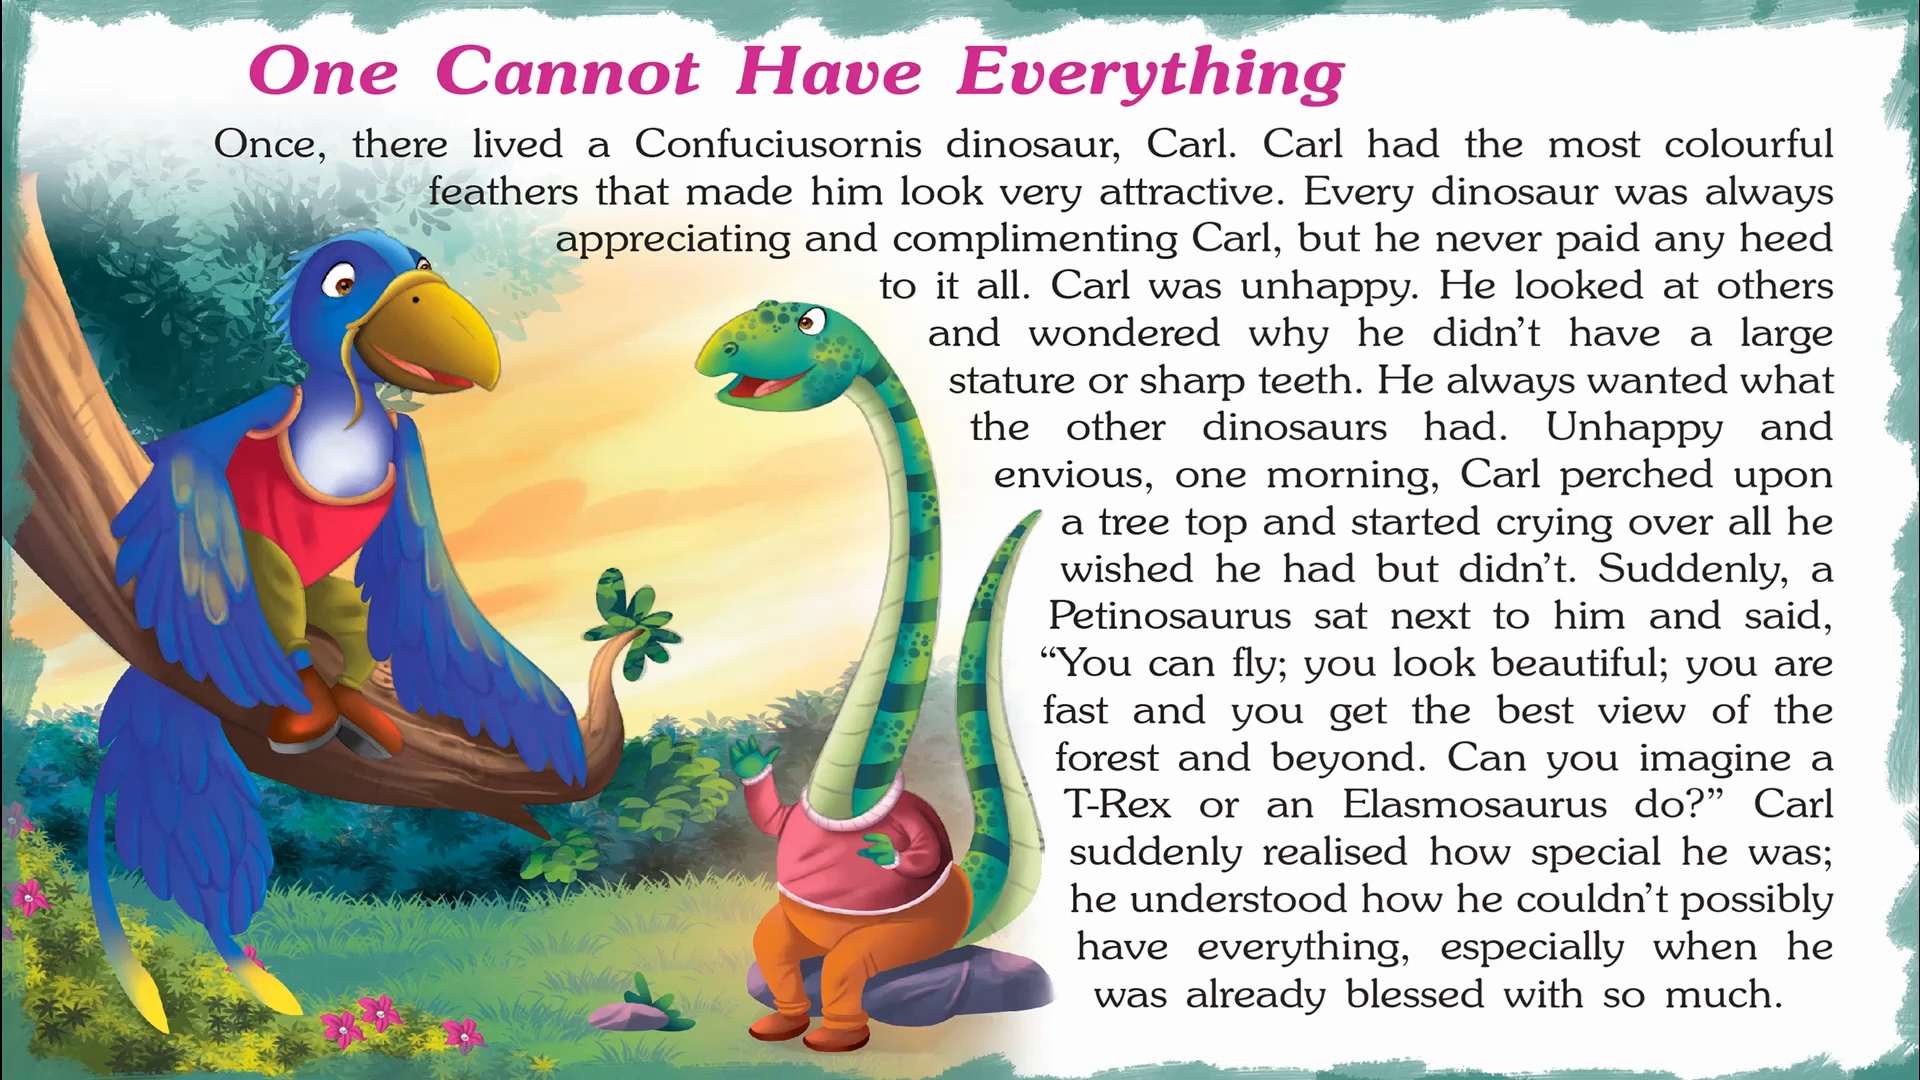 One Cannot Have Everything
Once, there lived a Confuciusornis dinosaur, Carl. Carl had the most colourful
feathers that made him look very attractive. Every dinosaur was always
appreciating and complimenting Carl, but he never paid any heed
to it all. Carl was unhappy. He looked at others
and wondered why he didn’t have a large
stature or sharp teeth. He always wanted what
the other dinosaurs had. Unhappy and
envious, one morning, Carl perched upon
a tree top and started crying over all he
wished he had but didn’t. Suddenly, a
Petinosaurus sat next to him and said,
“You can fly; you look beautiful; you are
fast and you get the best view of the
forest and beyond. Can you imagine a
T-Rex or an Elasmosaurus do?” Carl
suddenly realised how special he was;
he understood how he couldn’t possibly
have everything, especially when he
was already blessed with so much.